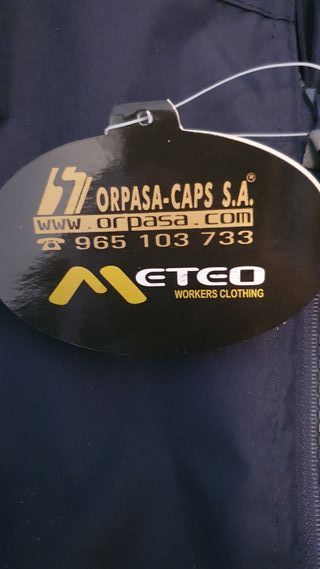 ORPASA-CAPS S.A.®
www.orpasa.com
☎ 965 103 733
METEO
WORKERS CLOTHING